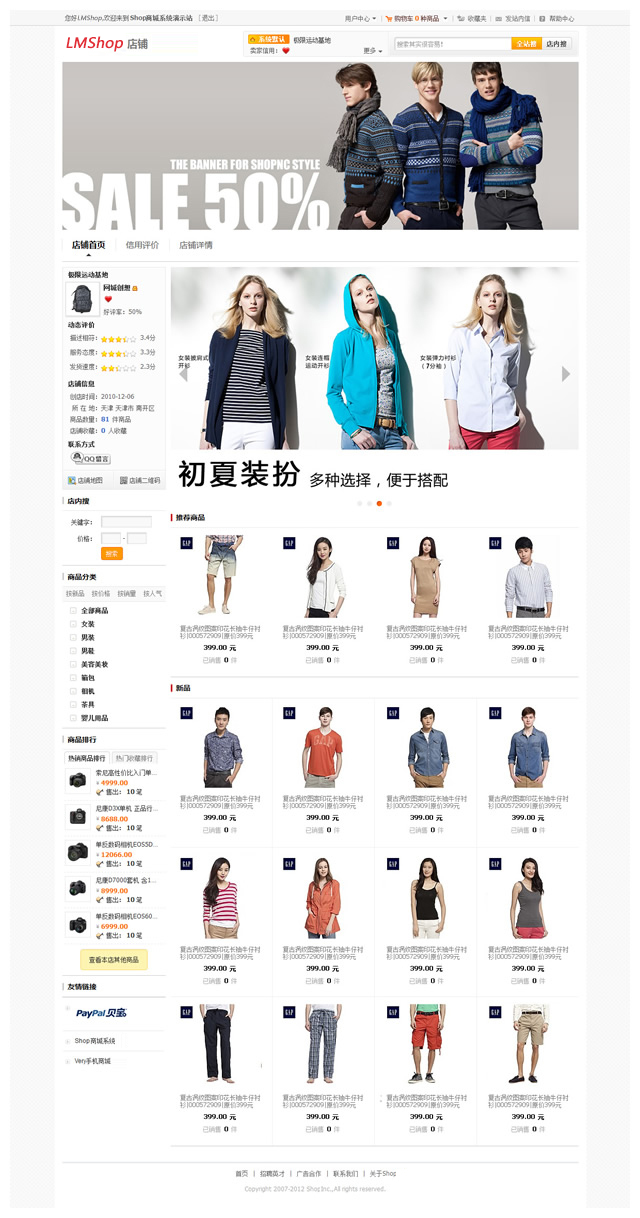 您好LMShop,欢迎来到 Shop商城系统演示站 [ 退出 ]
用户中心 购物车 0 种商品 收藏夹 站内信 帮助中心
LMShop 店铺
系统默认 极限运动基地
卖家信用：
更多
搜索其实很容易！
全站搜 店内搜
THE BANNER FOR SHOPNC STYLE
SALE 50%
店铺首页 信用评价 店铺详情
极限运动基地
网城创想
好评率：50%
动态评价
描述相符： 3.4分
服务态度： 3.3分
发货速度： 2.3分
店铺信息
创店时间：2010-12-06
所 在 地：天津 天津市 南开区
商品数量：81 件商品
店铺收藏：0 人收藏
联系方式
QQ留言
店铺地图 店铺二维码
店内搜
关键字：
价格： -
搜索
商品分类
按新品 按价格 按销量 按人气
全部商品
女装
男装
男鞋
美容美妆
箱包
相机
茶具
婴儿用品
商品排行
热销商品排行 热门收藏排行
索尼高性价比入门单...
¥4999.00
售出： 10 笔
尼康D3X单机 正品行...
¥8688.00
售出： 10 笔
单反数码相机EOS5D...
¥12066.00
售出： 10 笔
尼康D7000套机 含1...
¥8999.00
售出： 10 笔
单反数码相机EOS60...
¥6999.00
售出： 10 笔
查看本店其他商品
友情链接
PayPal 贝宝
Shop商城系统
女装披肩式
开衫
女装连帽
运动开衫
女装弹力衬衫
（7分袖）
初夏装扮 多种选择，便于搭配
推荐商品
GAP GAP GAP GAP
复古两纹图案印花长袖牛仔衬 复古两纹图案印花长袖牛仔衬 复古两纹图案印花长袖牛仔衬 复古两纹图案印花长袖牛仔衬
衫|000572909|原价399元 衫|000572909|原价399元 衫|000572909|原价399元 衫|000572909|原价399元
399.00 元 399.00 元 399.00 元 399.00 元
已销售 0 件 已销售 0 件 已销售 0 件 已销售 0 件
新品
GAP GAP GAP GAP
复古两纹图案印花长袖牛仔衬 复古两纹图案印花长袖牛仔衬 复古两纹图案印花长袖牛仔衬 复古两纹图案印花长袖牛仔衬
衫|000572909|原价399元 衫|000572909|原价399元 衫|000572909|原价399元 衫|000572909|原价399元
399.00 元 399.00 元 399.00 元 399.00 元
已销售 0 件 已销售 0 件 已销售 0 件 已销售 0 件
复古两纹图案印花长袖牛仔衬 复古两纹图案印花长袖牛仔衬 复古两纹图案印花长袖牛仔衬 复古两纹图案印花长袖牛仔衬
衫|000572909|原价399元 衫|000572909|原价399元 衫|000572909|原价399元 衫|000572909|原价399元
399.00 元 399.00 元 399.00 元 399.00 元
已销售 0 件 已销售 0 件 已销售 0 件 已销售 0 件
GAP GAP GAP GAP
复古两纹图案印花长袖牛仔衬 复古两纹图案印花长袖牛仔衬 复古两纹图案印花长袖牛仔衬 复古两纹图案印花长袖牛仔衬
衫|000572909|原价399元 衫|000572909|原价399元 衫|000572909|原价399元 衫|000572909|原价399元
399.00 元 399.00 元 399.00 元 399.00 元
已销售 0 件 已销售 0 件 已销售 0 件 已销售 0 件
首页 | 招聘英才 | 广告合作 | 联系我们 | 关于Shop
Copyright 2007-2012 ShopInc.,All rights reserved.